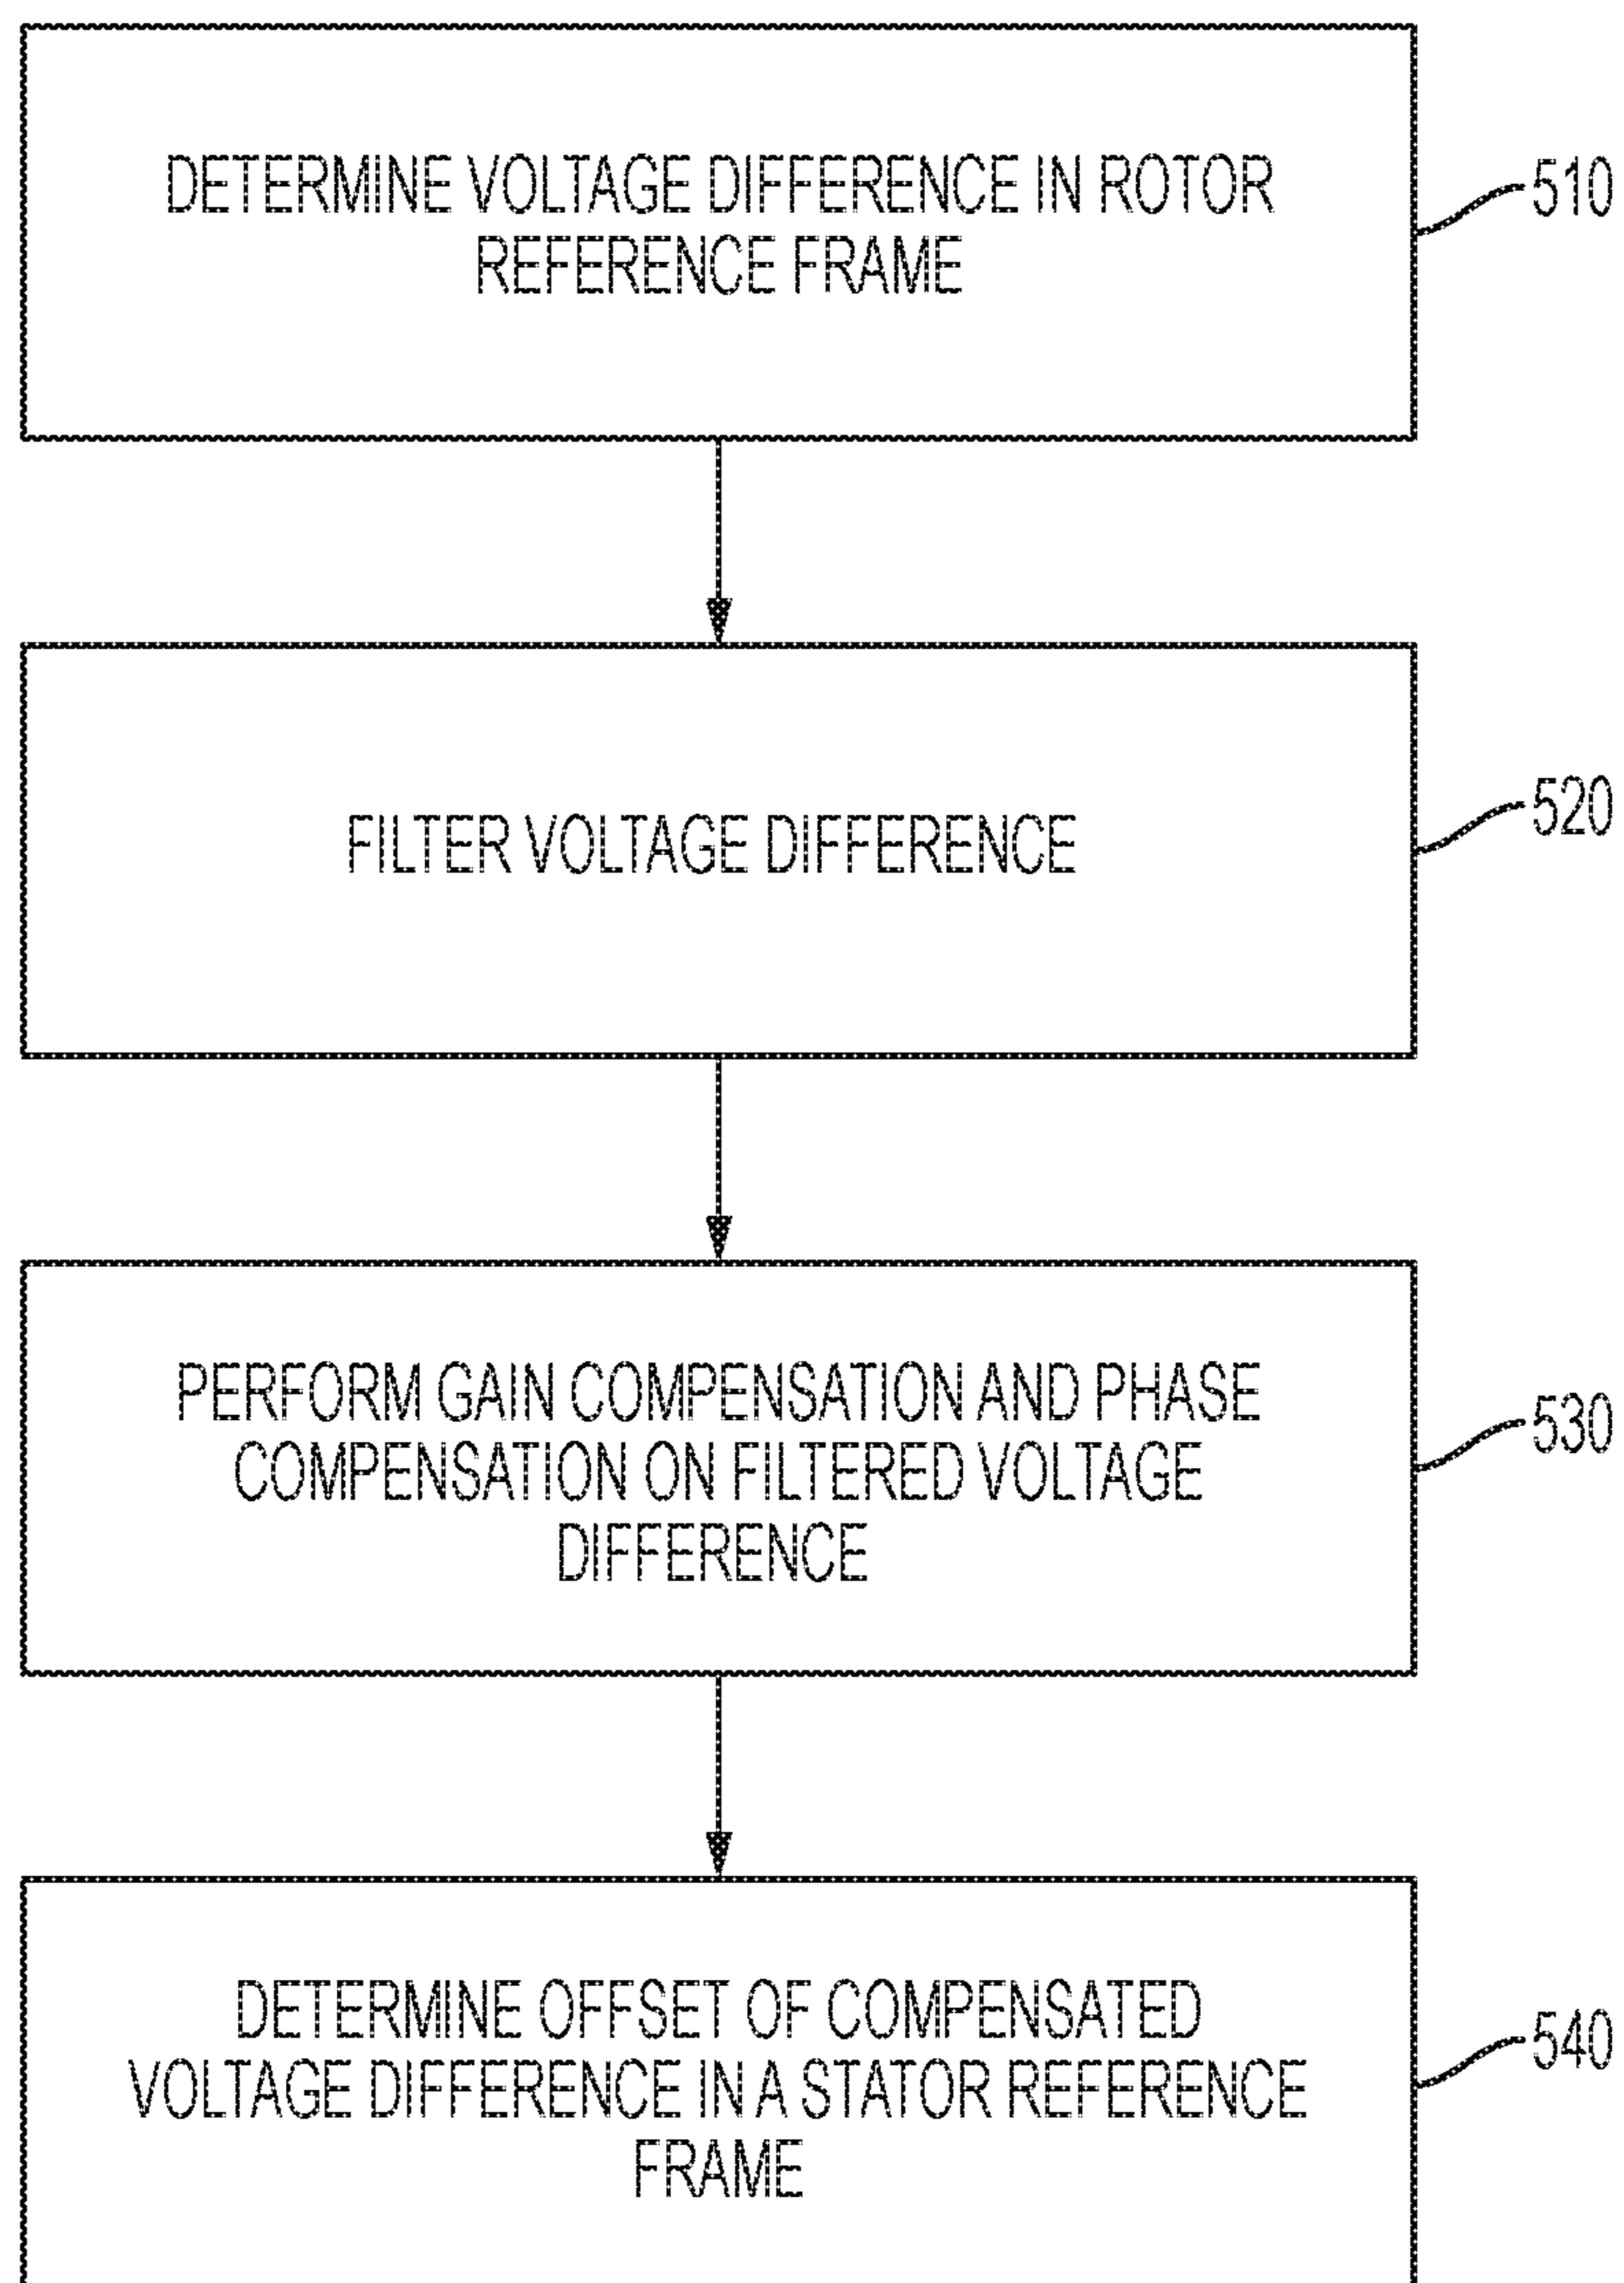 DETERMINE VOLTAGE DIFFERENCE IN ROTOR
REFERENCE FRAME
510
FILTER VOLTAGE DIFFERENCE
520
PERFORM GAIN COMPENSATION AND PHASE
COMPENSATION ON FILTERED VOLTAGE
DIFFERENCE
530
DETERMINE OFFSET OF COMPENSATED
VOLTAGE DIFFERENCE IN A STATOR REFERENCE
FRAME
540